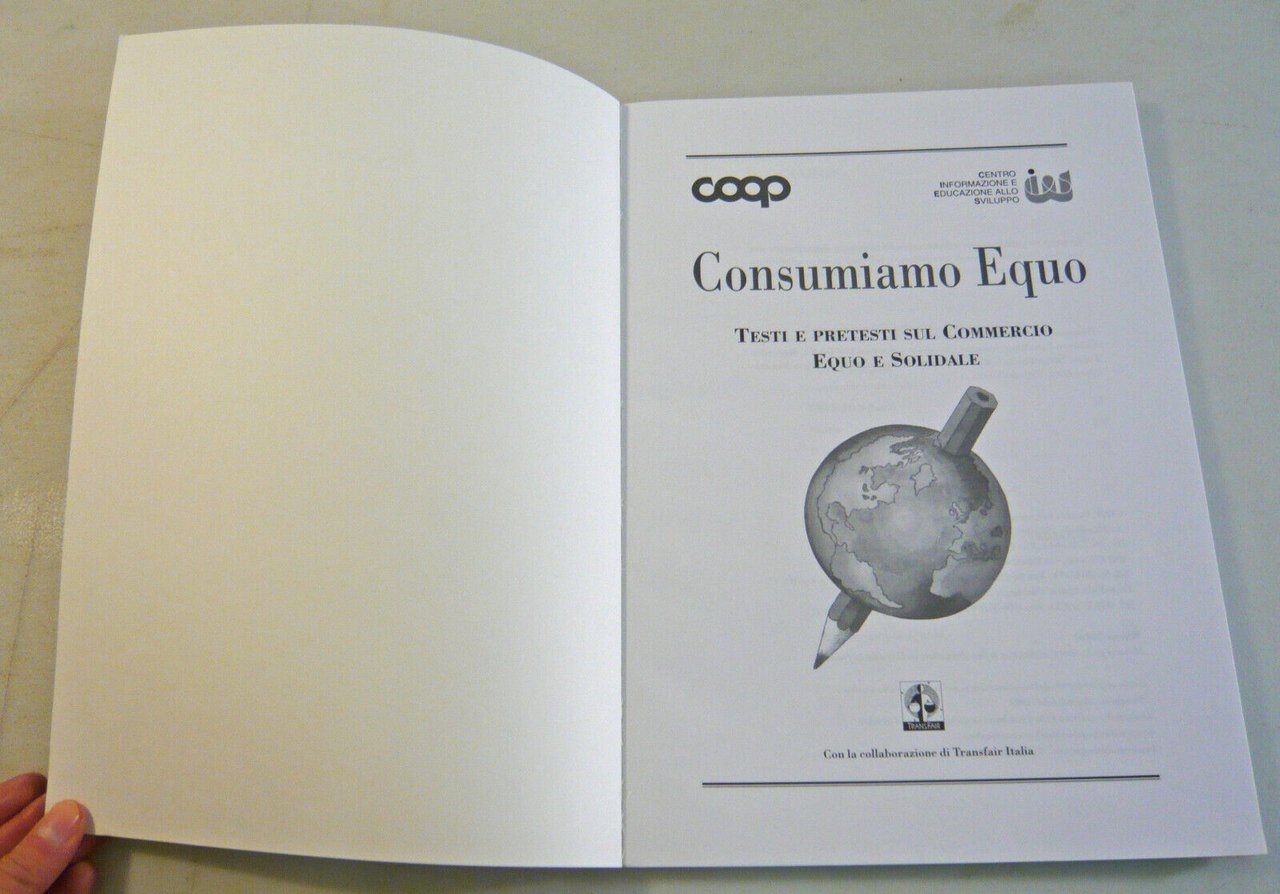 coop
CENTRO
INFORMAZIONE E
EDUCAZIONE ALLO
SVILUPPO
ies
Consumiamo Equo
TESTI E PRETESTI SUL COMMERCIO
EQUO E SOLIDALE
TRANSFAIR
Con la collaborazione di Transfair Italia